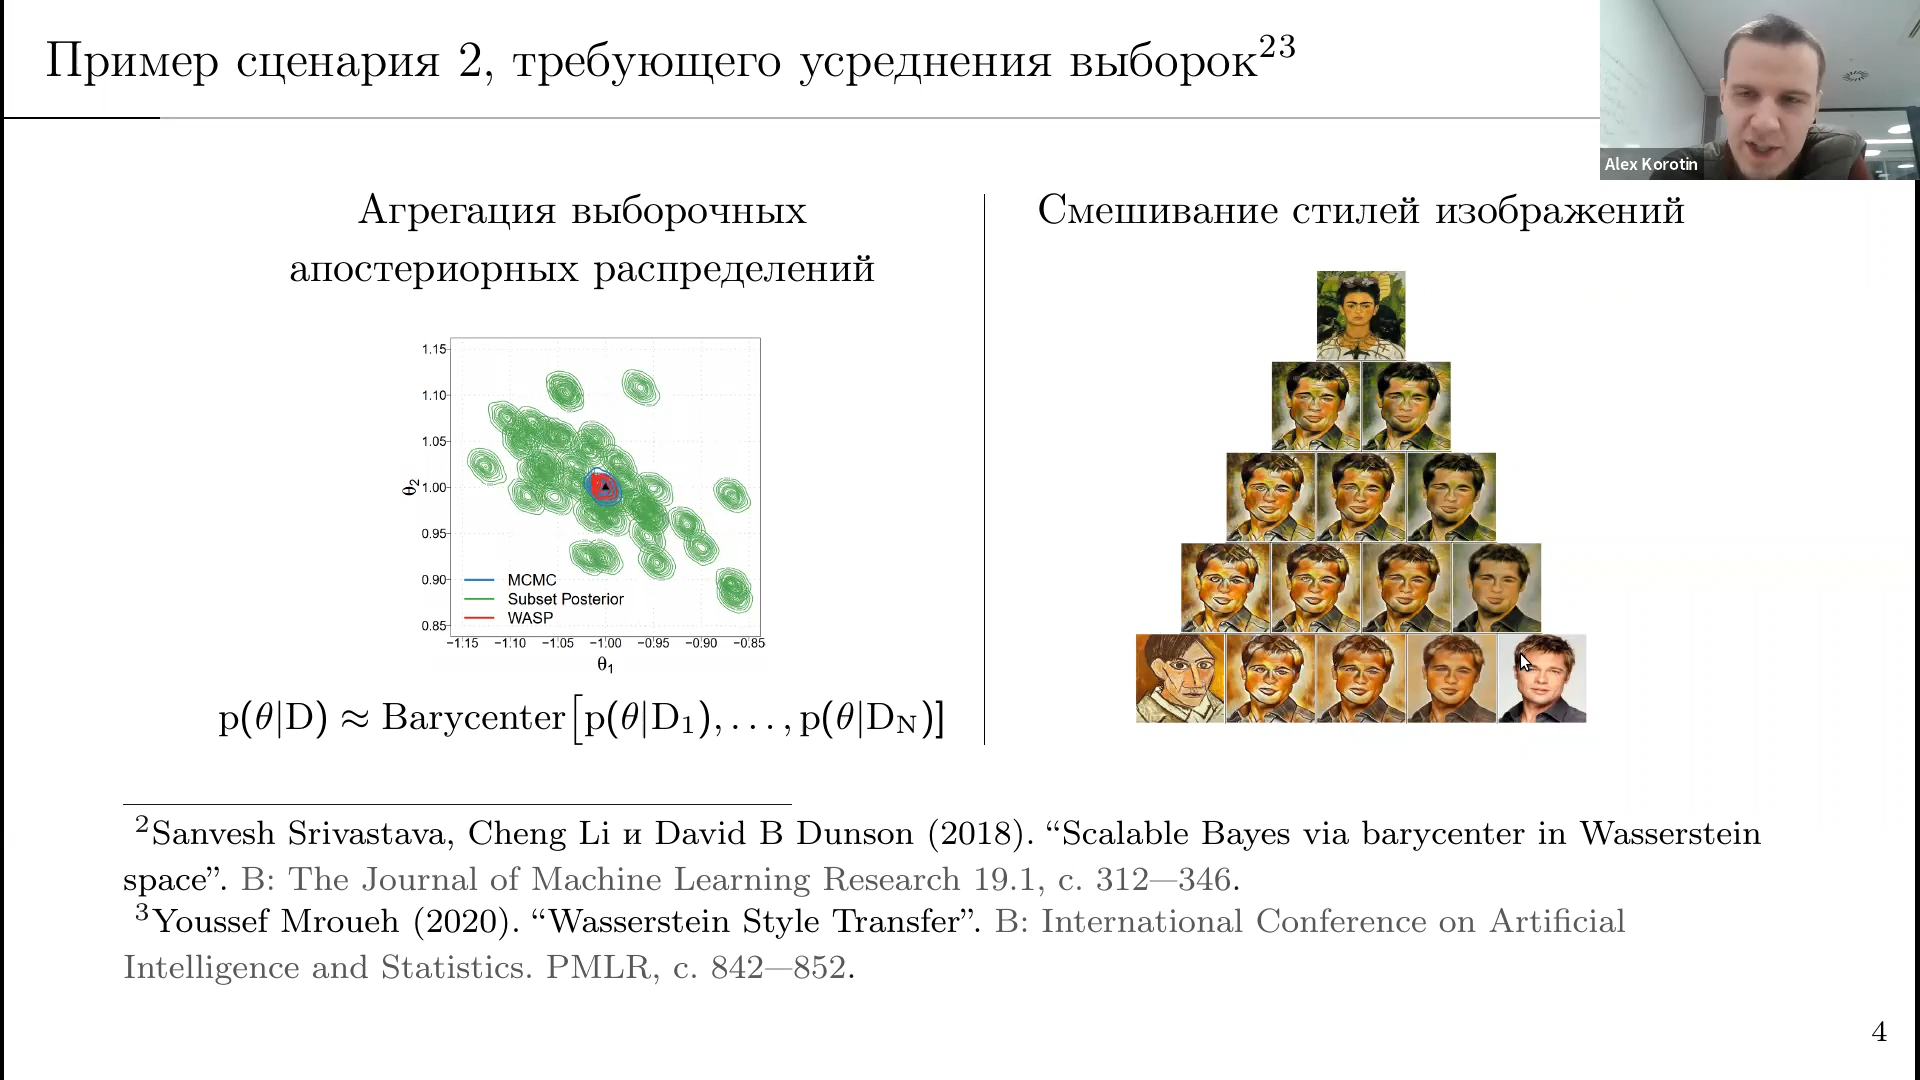 Пример сценария 2, требующего усреднения выборок²³
Alex Korotin
Агрегация выборочных
апостериорных распределений
1.15
1.10
1.05
1.00
0.95
0.90
0.85
θ₂
MCMC
Subset Posterior
WASP
−1.15 −1.10 −1.05 −1.00 −0.95 −0.90 −0.85
θ₁
p(θ|D) ≈ Barycenter[p(θ|D₁), . . . , p(θ|D_N)]
Смешивание стилей изображений
²Sanvesh Srivastava, Cheng Li и David B Dunson (2018). “Scalable Bayes via barycenter in Wasserstein
space”. В: The Journal of Machine Learning Research 19.1, с. 312—346.
³Youssef Mroueh (2020). “Wasserstein Style Transfer”. В: International Conference on Artificial
Intelligence and Statistics. PMLR, с. 842—852.
4